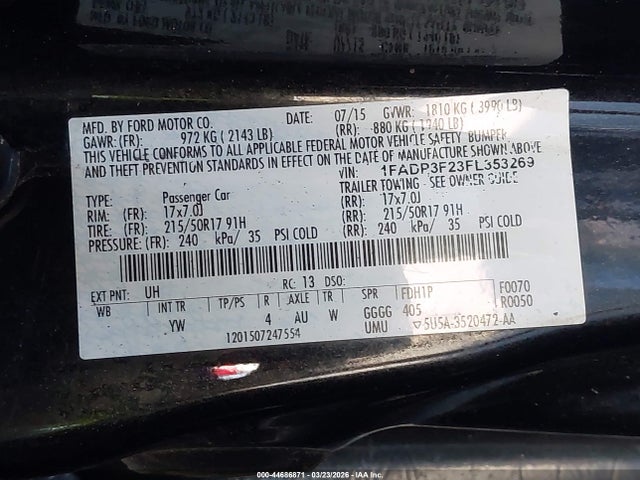 MFD. BY FORD MOTOR CO. DATE: 07/15 GVWR: 1810 KG ( 3990 LB)
GAWR: (FR): 972 KG ( 2143 LB) (RR): 880 KG ( 1940 LB)
THIS VEHICLE CONFORMS TO ALL APPLICABLE FEDERAL MOTOR VEHICLE SAFETY, BUMPER,
AND THEFT PREVENTION STANDARDS IN EFFECT ON THE DATE OF MANUFACTURE SHOWN ABOVE
VIN: 1FADP3F23FL353269
TYPE: Passenger Car TRAILER TOWING - SEE OWNER GUIDE
RIM: (FR): 17x7.0J (RR): 17x7.0J
TIRE: (FR): 215/50R17 91H (RR): 215/50R17 91H
PRESSURE: (FR): 240 kPa/ 35 PSI COLD (RR): 240 kPa/ 35 PSI COLD
EXT PNT: UH RC: 13 DSO: FDH1P F0070
WB INT TR TP/PS R AXLE TR SPR R0050
YW 4 AU W GGGG 405
1201507247554 UMU ▽5U5A-3520472-AA
000-44686871 - 03/23/2026 - IAA Inc.